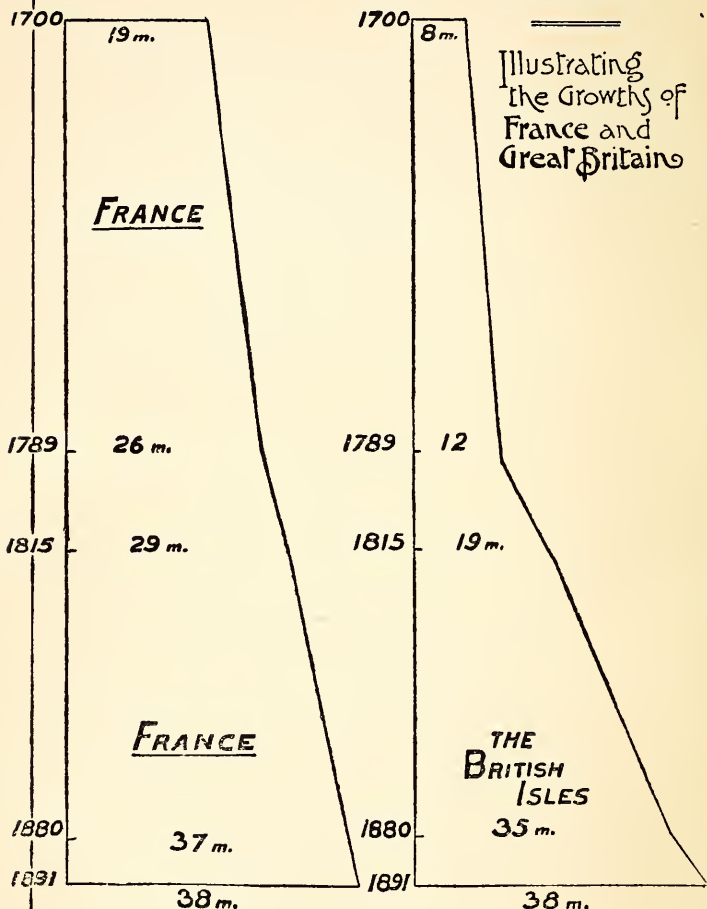 1700
19 m.
FRANCE
1789
26 m.
1815
29 m.
FRANCE
1880
37 m.
1891
38 m.
1700
8 m.
Illustrating
the Growths of
France and
Great Britain
1789
12
1815
19 m.
THE
BRITISH
ISLES
1880
35 m.
1891
38 m.